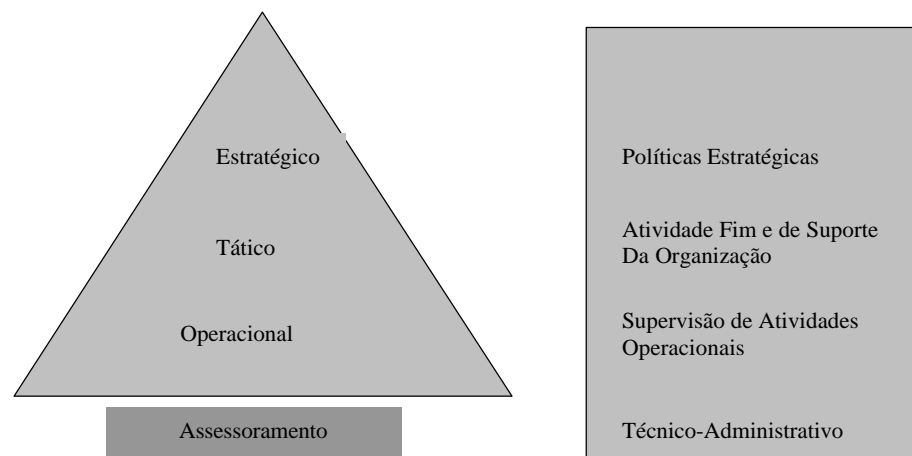 Estratégico
Tático
Operacional
Assessoramento
Políticas Estratégicas
Atividade Fim e de Suporte
Da Organização
Supervisão de Atividades
Operacionais
Técnico-Administrativo